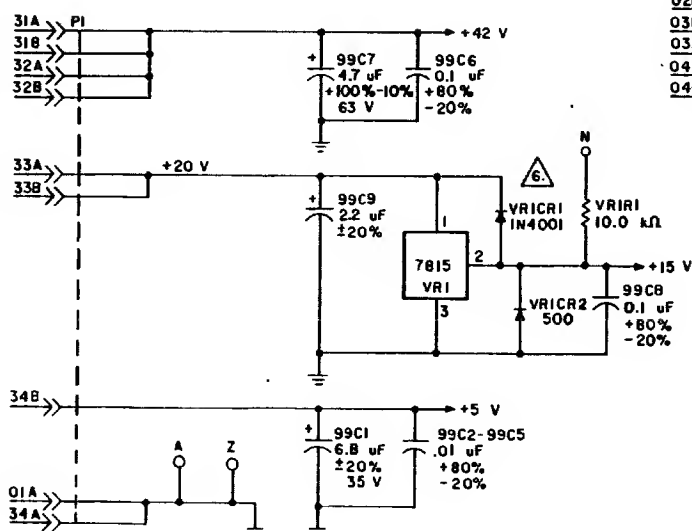 31A P1
31B
32A
32B
+42 V
+
99C7
4.7 uF
+100%-10%
63 V
99C6
0.1 uF
+80%
-20%
03
04
33A
33B
+20 V
+
99C9
2.2 uF
±20%
1
7815
VR1
2
3
6.
VR1CR1
1N4001
N
VR1R1
10.0 kΩ
+15 V
VR1CR2
500
99C8
0.1 uF
+80%
-20%
34B
+5 V
+
99C1
6.8 uF
±20%
35 V
99C2-99C5
.01 uF
+80%
-20%
A
Z
01A
34A